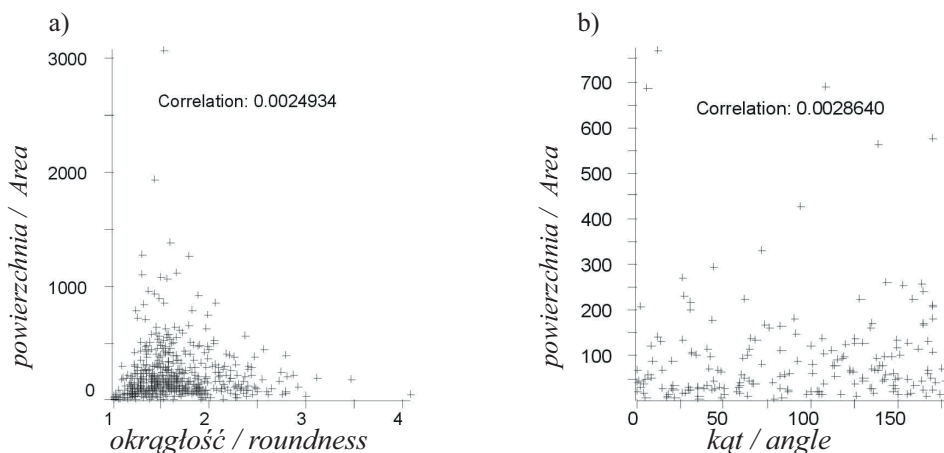 a)
3000
2000
1000
0
powierzchnia / Area
Correlation: 0.0024934
1 2 3 4
okrągłość / roundness
b)
700
600
500
400
300
200
100
powierzchnia / Area
Correlation: 0.0028640
0 50 100 150
kąt / angle